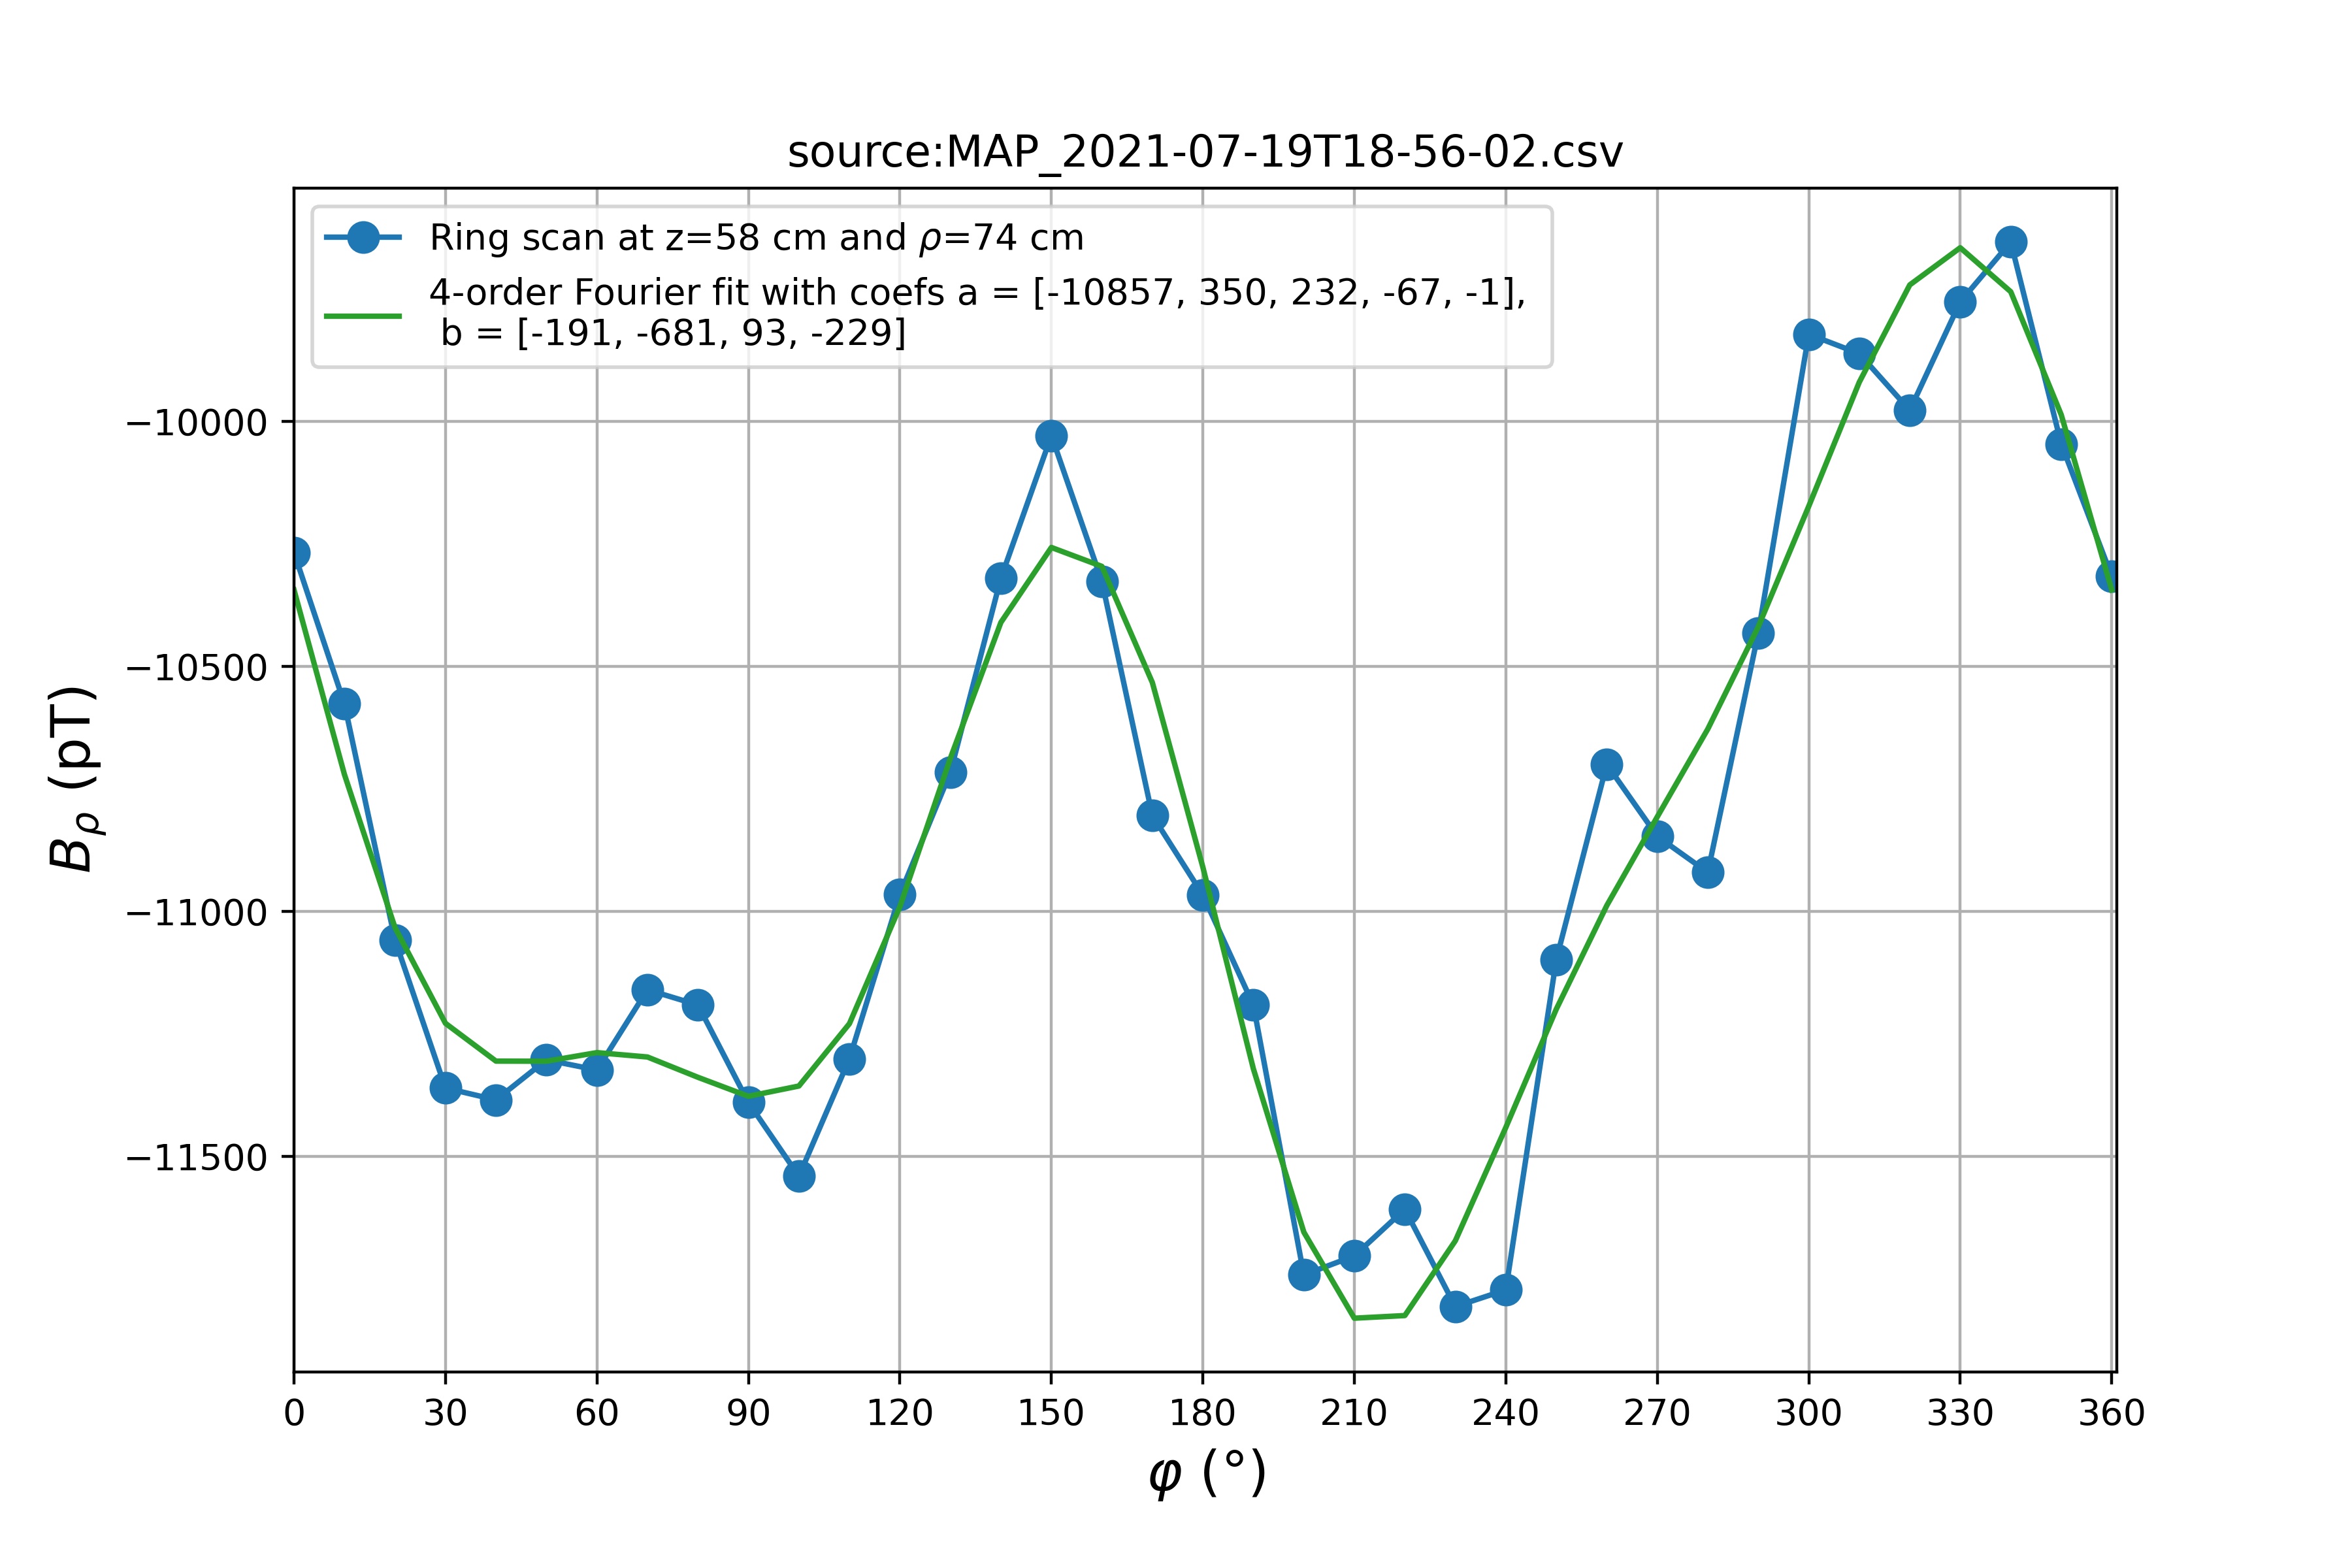 source:MAP_2021-07-19T18-56-02.csv
Ring scan at z=58 cm and ρ=74 cm
4-order Fourier fit with coefs a = [-10857, 350, 232, -67, -1],
b = [-191, -681, 93, -229]
−10000
−10500
−11000
−11500
Bρ (pT)
0 30 60 90 120 150 180 210 240 270 300 330 360
φ (°)